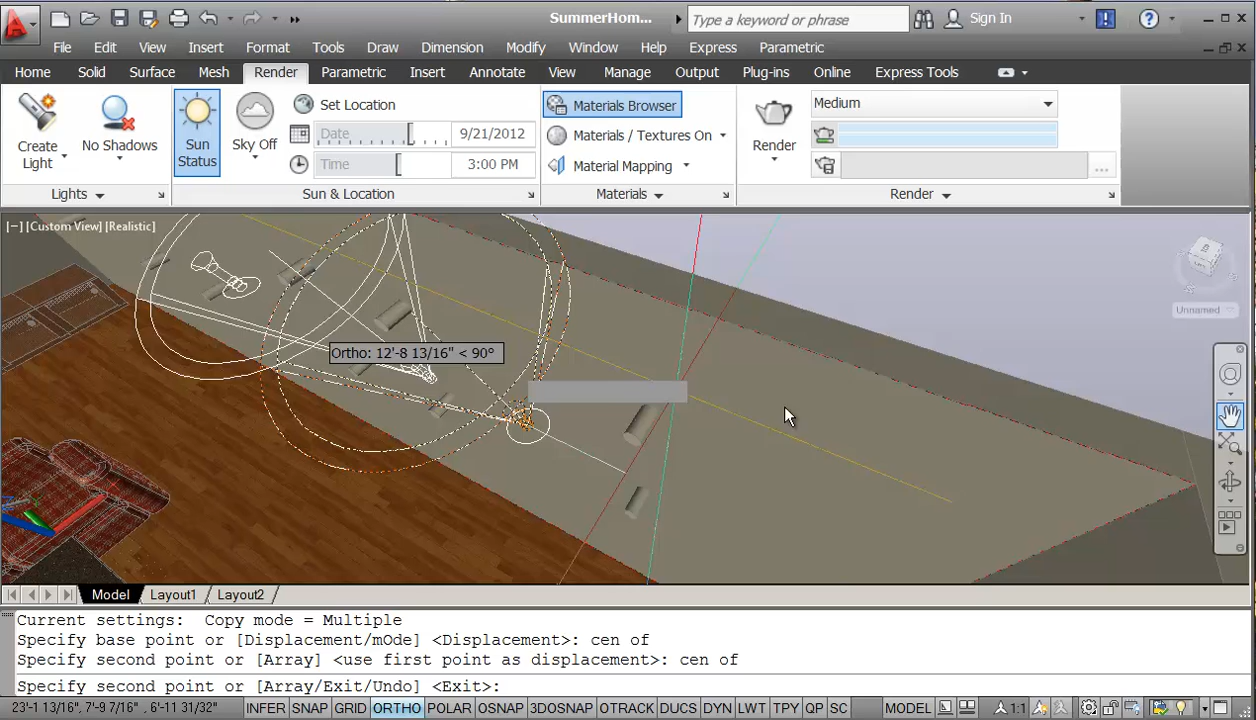 SummerHom...
Type a keyword or phrase
Sign In
File Edit View Insert Format Tools Draw Dimension Modify Window Help Express Parametric
Home Solid Surface Mesh Render Parametric Insert Annotate View Manage Output Plug-ins Online Express Tools
Create Light
No Shadows
Sun Status
Sky Off
Set Location
Date 9/21/2012
Time 3:00 PM
Materials Browser
Materials / Textures On
Material Mapping
Render
Medium
...
Lights Sun & Location Materials Render
[−] [Custom View] [Realistic]
Unnamed
Ortho: 12'-8 13/16" < 90°
Model Layout1 Layout2
Current settings: Copy mode = Multiple
Specify base point or [Displacement/mOde] <Displacement>: cen of
Specify second point or [Array] <use first point as displacement>: cen of
Specify second point or [Array/Exit/Undo] <Exit>:
23'-1 13/16", 7'-9 7/16" , 6'-11 31/32" INFER SNAP GRID ORTHO POLAR OSNAP 3DOSNAP OTRACK DUCS DYN LWT TPY QP SC MODEL 1:1